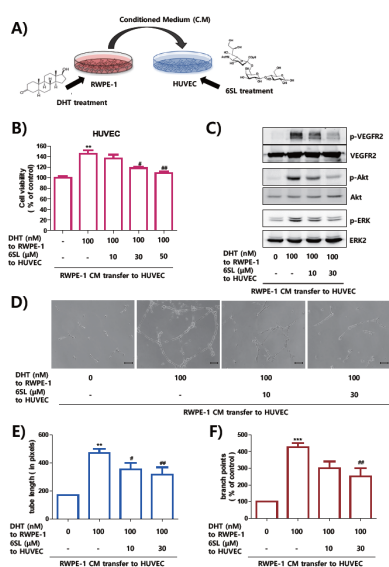 A)
Conditioned Medium (C.M)
RWPE-1
HUVEC
DHT treatment
6SL treatment
B)
HUVEC
Cell viability
( % of control)
160
140
120
100
80
60
40
20
0
**
#
##
DHT (nM)
to RWPE-1
- 100 100 100 100
6SL (μM)
to HUVEC
- - 10 30 50
RWPE-1 CM transfer to HUVEC
C)
p-VEGFR2
VEGFR2
p-Akt
Akt
p-ERK
ERK2
DHT (nM)
to RWPE-1
0 100 100 100
6SL (μM)
to HUVEC
- - 10 30
RWPE-1 CM transfer to HUVEC
D)
DHT (nM)
to RWPE-1
0 100 100 100
6SL (μM)
to HUVEC
- - 10 30
RWPE-1 CM transfer to HUVEC
E)
tube length ( in pixels)
600
400
200
0
**
#
##
DHT (nM)
to RWPE-1
0 100 100 100
6SL (μM)
to HUVEC
- - 10 30
RWPE-1 CM transfer to HUVEC
F)
branch points
( % of control)
500
400
300
200
100
0
***
##
DHT (nM)
to RWPE-1
0 100 100 100
6SL (μM)
to HUVEC
- - 10 30
RWPE-1 CM transfer to HUVEC